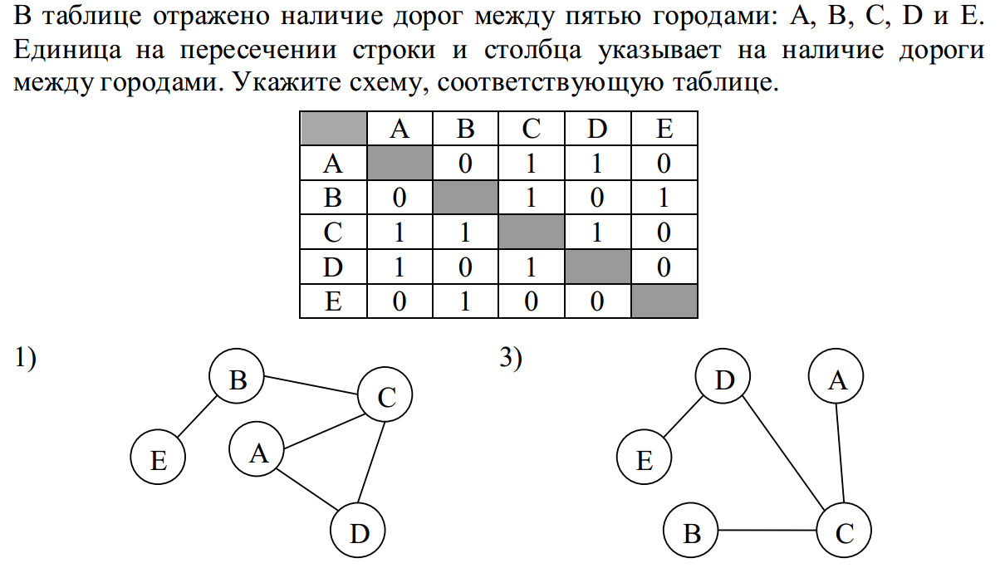 В таблице отражено наличие дорог между пятью городами: A, B, C, D и E.
Единица на пересечении строки и столбца указывает на наличие дороги
между городами. Укажите схему, соответствующую таблице.
A B C D E
A 0 1 1 0
B 0 1 0 1
C 1 1 1 0
D 1 0 1 0
E 0 1 0 0
1)
B
C
E
A
D
3)
D
A
E
B
C